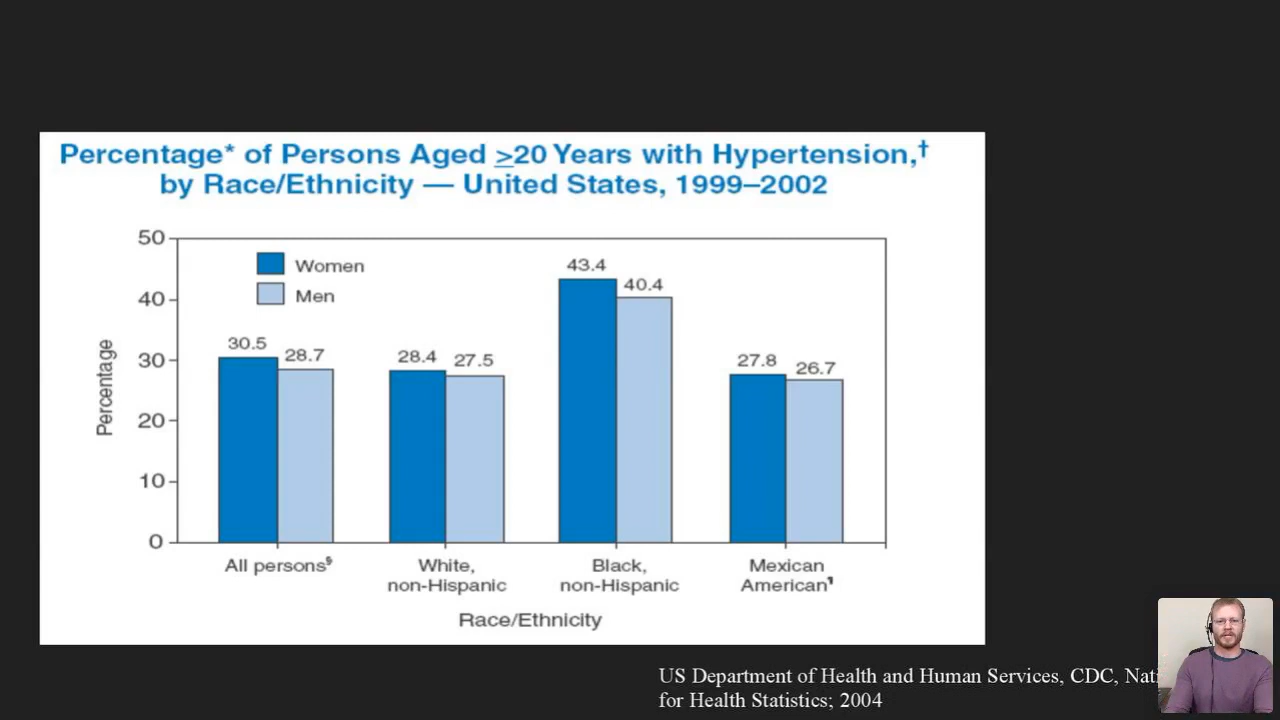 Percentage* of Persons Aged ≥20 Years with Hypertension,†
by Race/Ethnicity — United States, 1999–2002
50
40
30
20
10
0
Percentage
Women
Men
30.5
28.7
28.4
27.5
43.4
40.4
27.8
26.7
All persons§
White,
non-Hispanic
Black,
non-Hispanic
Mexican
American¶
Race/Ethnicity
US Department of Health and Human Services, CDC,
for Health Statistics; 2004